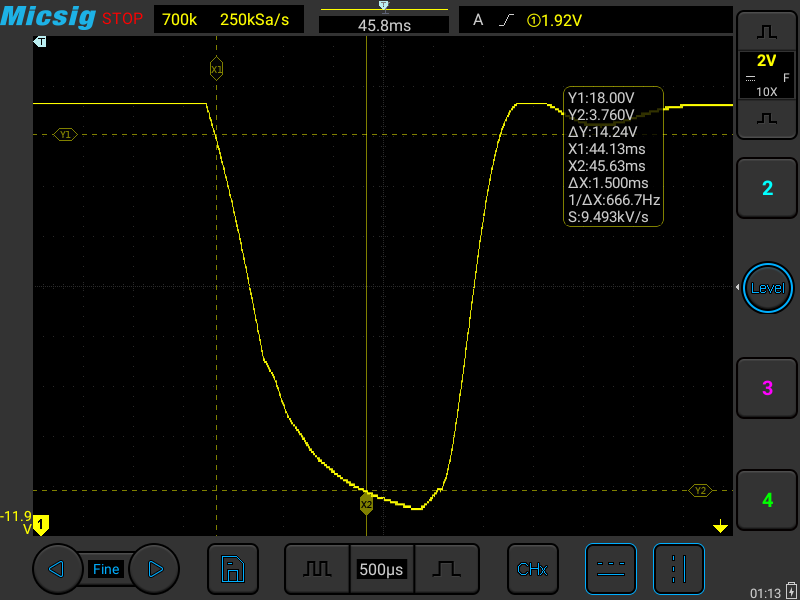 Micsig STOP 700k 250kSa/s T 45.8ms A ①1.92V
T
X1
2V
F
10X
Y1:18.00V
Y2:3.760V
ΔY:14.24V
X1:44.13ms
X2:45.63ms
ΔX:1.500ms
1/ΔX:666.7Hz
S:9.493kV/s
Y1
2
Level
3
Y2
X2
4
-11.9
V
1
Fine
500µs
CHx
01:13